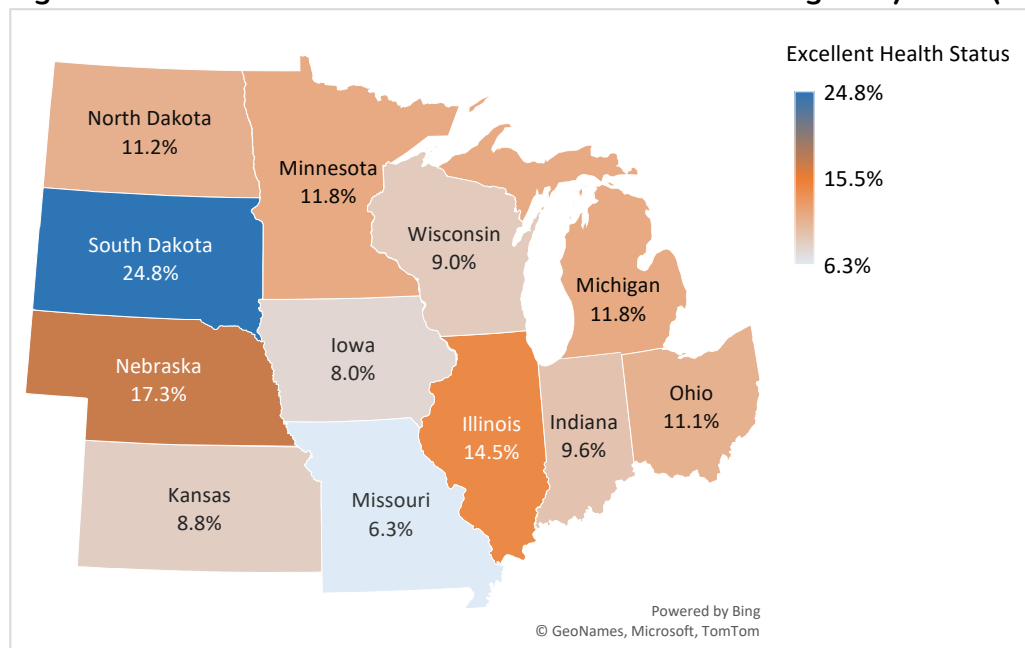 Excellent Health Status
24.8%
15.5%
6.3%
North Dakota
11.2%
Minnesota
11.8%
South Dakota
24.8%
Wisconsin
9.0%
Michigan
11.8%
Nebraska
17.3%
Iowa
8.0%
Illinois
14.5%
Indiana
9.6%
Ohio
11.1%
Kansas
8.8%
Missouri
6.3%
Powered by Bing
© GeoNames, Microsoft, TomTom